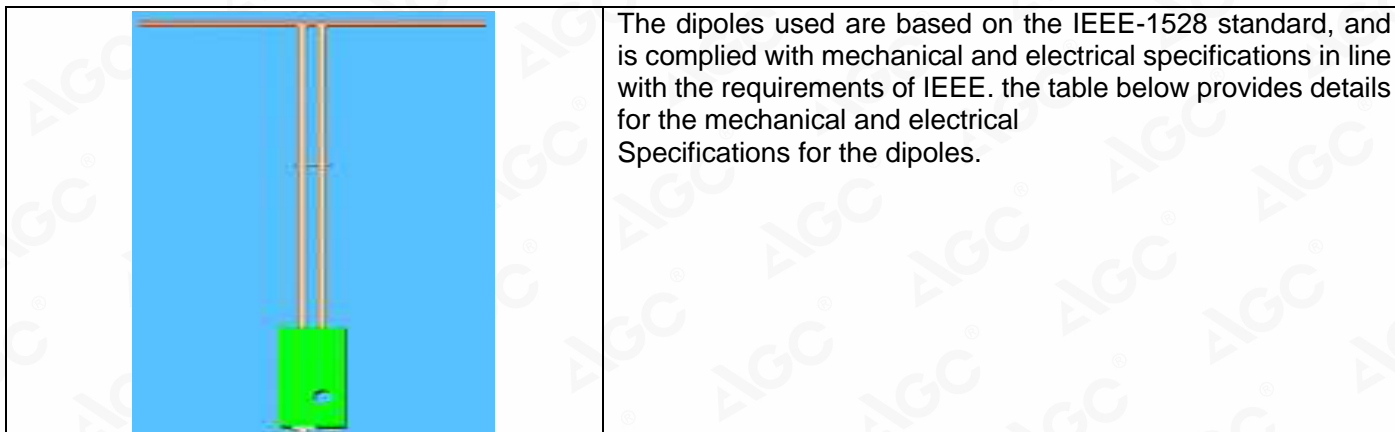 The dipoles used are based on the IEEE-1528 standard, and
is complied with mechanical and electrical specifications in line
with the requirements of IEEE. the table below provides details
for the mechanical and electrical
Specifications for the dipoles.
AGC